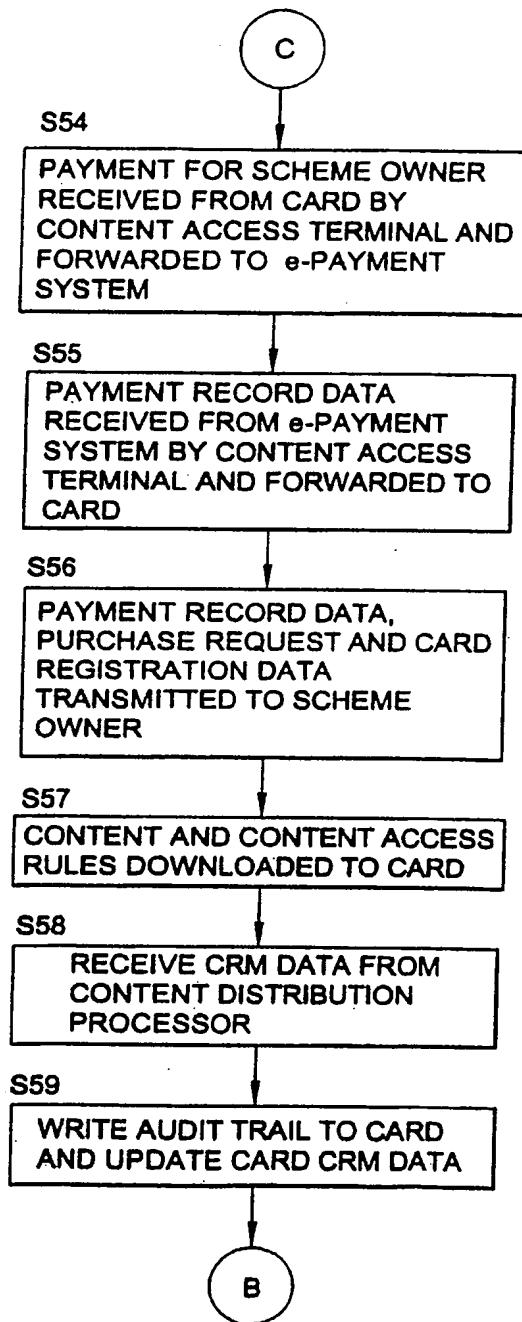 C
S54
PAYMENT FOR SCHEME OWNER
RECEIVED FROM CARD BY
CONTENT ACCESS TERMINAL AND
FORWARDED TO e-PAYMENT
SYSTEM
S55
PAYMENT RECORD DATA
RECEIVED FROM e-PAYMENT
SYSTEM BY CONTENT ACCESS
TERMINAL AND FORWARDED TO
CARD
S56
PAYMENT RECORD DATA,
PURCHASE REQUEST AND CARD
REGISTRATION DATA
TRANSMITTED TO SCHEME
OWNER
S57
CONTENT AND CONTENT ACCESS
RULES DOWNLOADED TO CARD
S58
RECEIVE CRM DATA FROM
CONTENT DISTRIBUTION
PROCESSOR
S59
WRITE AUDIT TRAIL TO CARD
AND UPDATE CARD CRM DATA
B